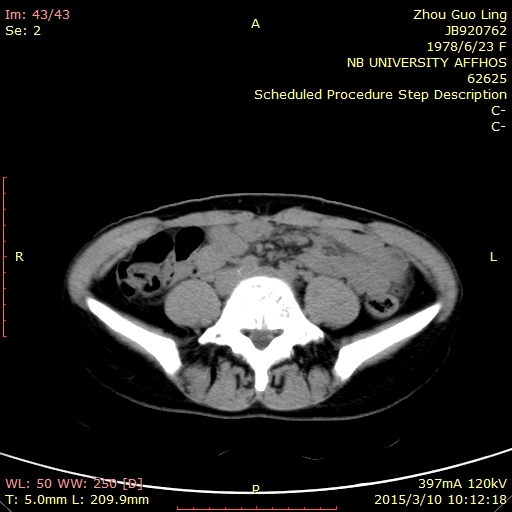 Im: 43/43
Se: 2
A
Zhou Guo Ling
JB920762
1978/6/23 F
NB UNIVERSITY AFFHOS
62625
Scheduled Procedure Step Description
C-
C-
R
L
WL: 50 WW: 250 [D]
T: 5.0mm L: 209.9mm
P
397mA 120kV
2015/3/10 10:12:18